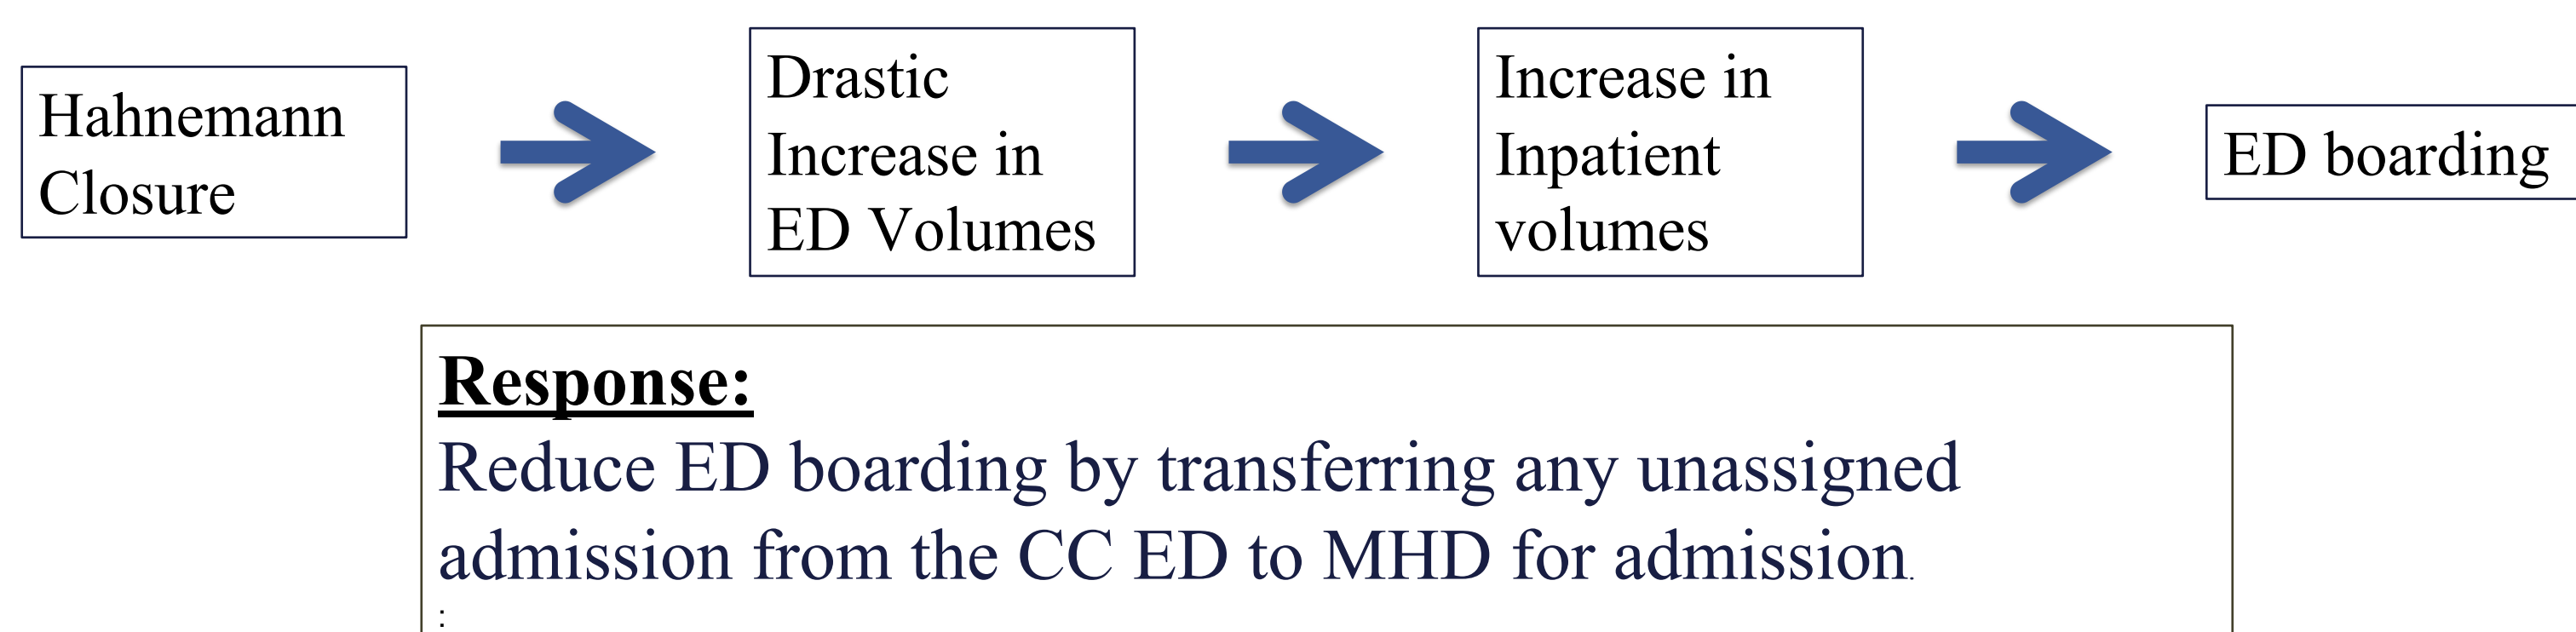 Hahnemann
Closure
Drastic
Increase in
ED Volumes
Increase in
Inpatient
volumes
ED boarding
Response:
Reduce ED boarding by transferring any unassigned
admission from the CC ED to MHD for admission.
: